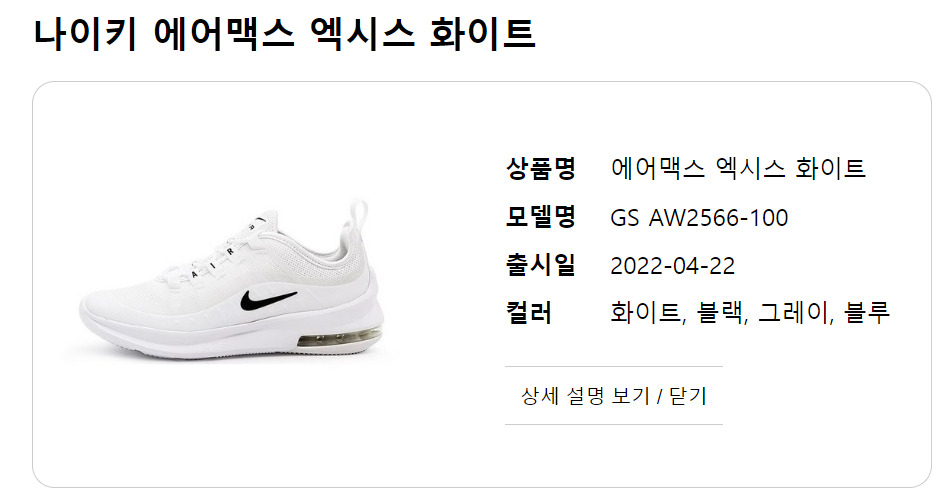 나이키 에어맥스 엑시스 화이트
상품명 에어맥스 엑시스 화이트
모델명 GS AW2566-100
출시일 2022-04-22
컬러 화이트, 블랙, 그레이, 블루
상세 설명 보기 / 닫기
A I R